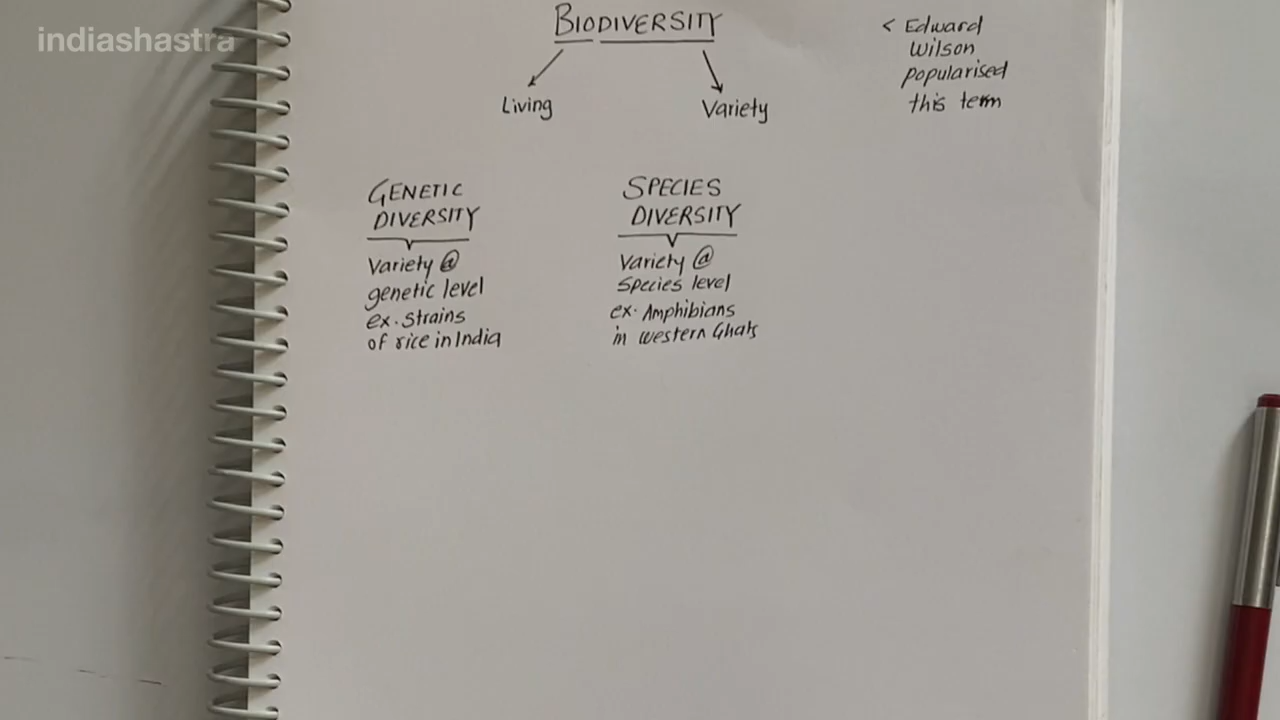 indiashastra
BIODIVERSITY
Living
Variety
< Edward
Wilson
popularised
this term
GENETIC
DIVERSITY
Variety @
genetic level
ex. strains
of rice in India
SPECIES
DIVERSITY
Variety @
Species level
ex. Amphibians
in western Ghats